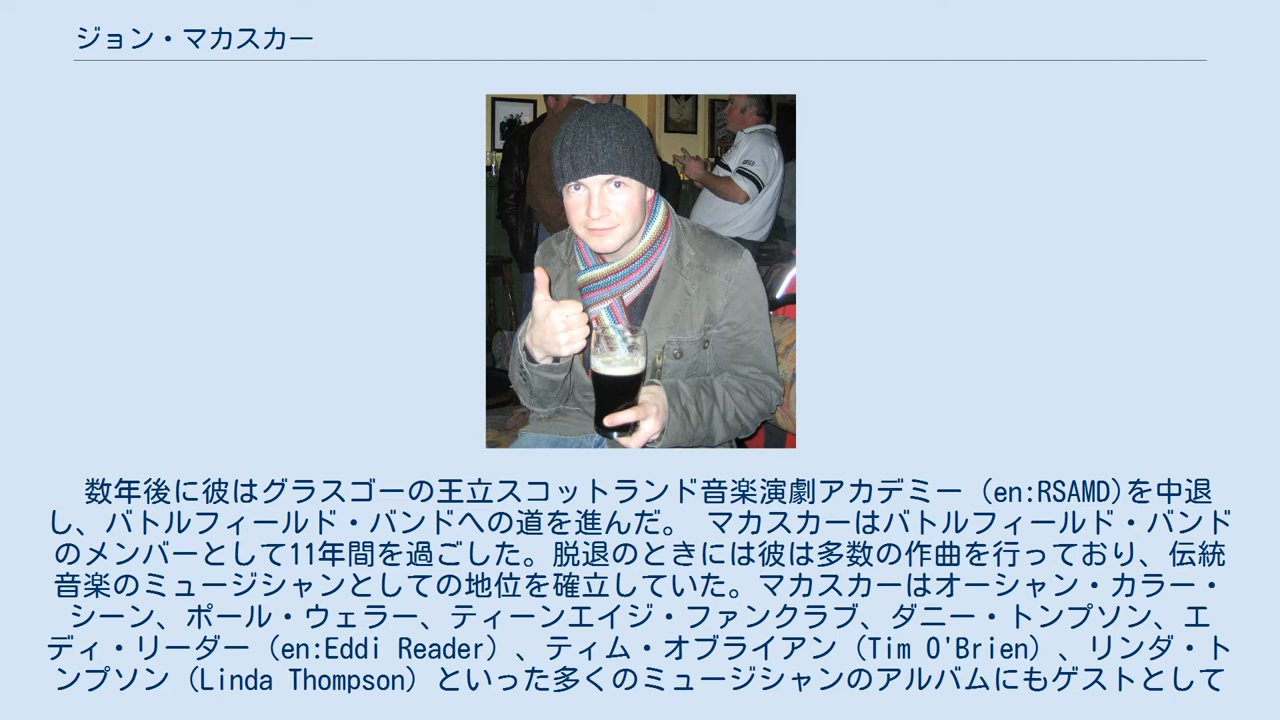 ジョン・マカスカー
数年後に彼はグラスゴーの王立スコットランド音楽演劇アカデミー（en:RSAMD)を中退
し、バトルフィールド・バンドへの道を進んだ。 マカスカーはバトルフィールド・バンド
のメンバーとして11年間を過ごした。脱退のときには彼は多数の作曲を行っており、伝統
音楽のミュージシャンとしての地位を確立していた。マカスカーはオーシャン・カラー・
シーン、ポール・ウェラー、ティーンエイジ・ファンクラブ、ダニー・トンプソン、エ
ディ・リーダー（en:Eddi Reader）、ティム・オブライアン（Tim O'Brien）、リンダ・ト
ンプソン（Linda Thompson）といった多くのミュージシャンのアルバムにもゲストとして